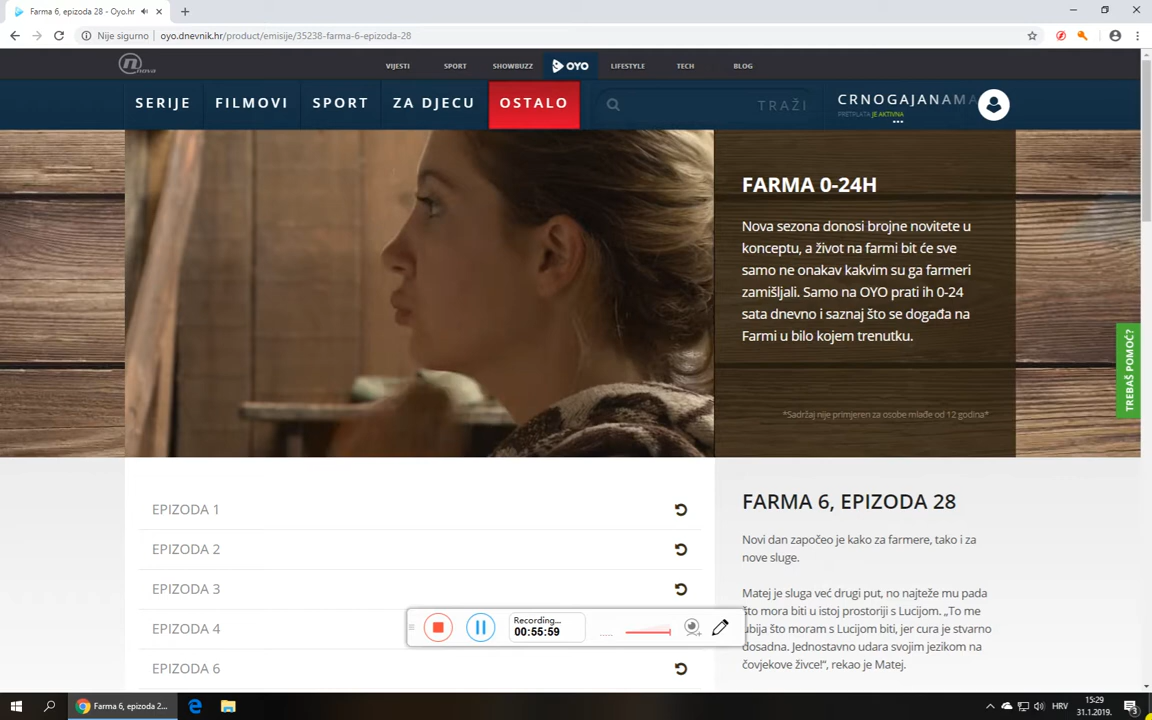 Farma 6, epizoda 28 - Oyo.hr
Nije sigurno | oyo.dnevnik.hr/product/emisije/35238-farma-6-epizoda-28
nova
VIJESTI SPORT SHOWBUZZ OYO LIFESTYLE TECH BLOG
SERIJE FILMOVI SPORT ZA DJECU OSTALO TRAŽI CRNOGAJANAMA
PRETPLATA JE AKTIVNA
FARMA 0-24H
Nova sezona donosi brojne novitete u
konceptu, a život na farmi bit će sve
samo ne onakav kakvim su ga farmeri
zamišljali. Samo na OYO prati ih 0-24
sata dnevno i saznaj što se događa na
Farmi u bilo kojem trenutku.
*Sadržaj nije primjeren za osobe mlađe od 12 godina*
TREBAŠ POMOĆ?
EPIZODA 1
EPIZODA 2
EPIZODA 3
EPIZODA 4
EPIZODA 6
FARMA 6, EPIZODA 28
Novi dan započeo je kako za farmere, tako i za
nove sluge.
Matej je sluga već drugi put, no najteže mu pada
što mora biti u istoj prostoriji s Lucijom. „To me
ubija što moram s Lucijom biti, jer cura je stvarno
dosadna. Jednostavno udara svojim jezikom na
čovjekove živce!“, rekao je Matej.
Recording...
00:55:59
Farma 6, epizoda 2...
HRV
15:29
31.1.2019.
3